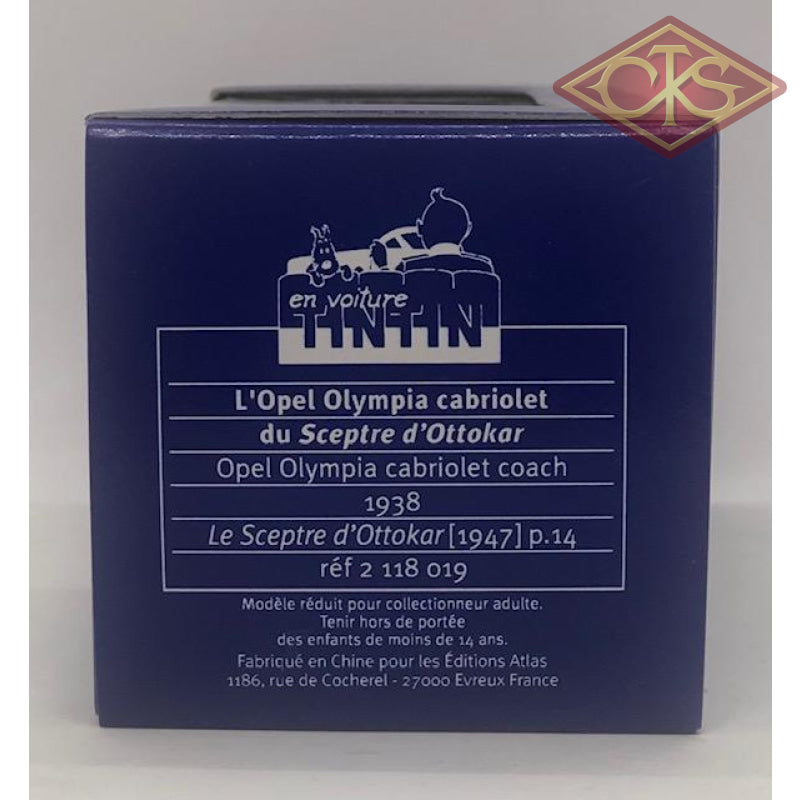 CTS
en voiture
TINTIN
L'Opel Olympia cabriolet
du Sceptre d'Ottokar
Opel Olympia cabriolet coach
1938
Le Sceptre d'Ottokar [1947] p.14
réf 2 118 019
Modèle réduit pour collectionneur adulte.
Tenir hors de portée
des enfants de moins de 14 ans.
Fabriqué en Chine pour les Éditions Atlas
1186, rue de Cocherel - 27000 Evreux France